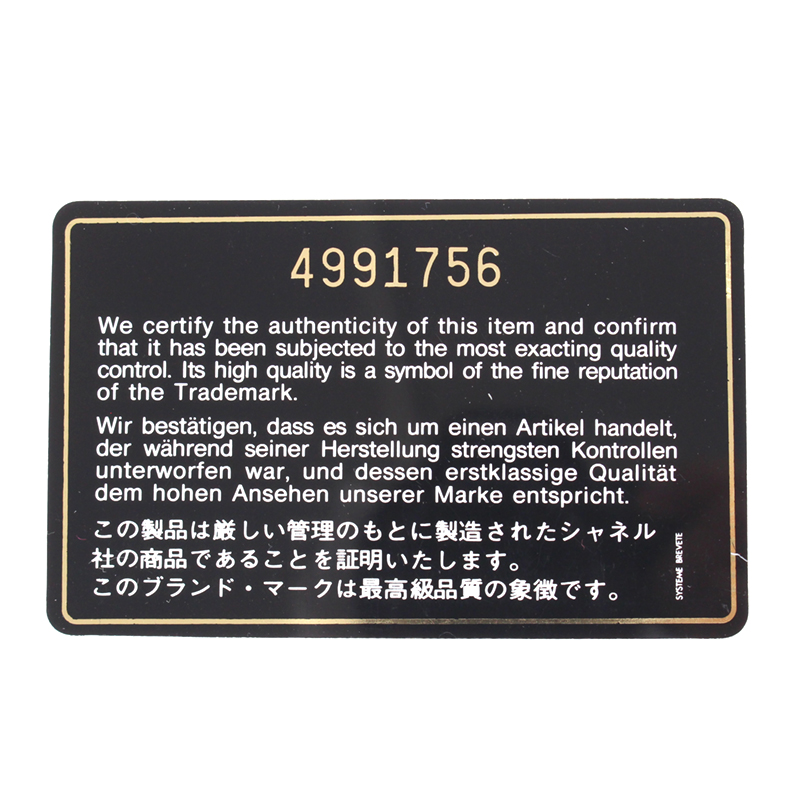 4991756
We certify the authenticity of this item and confirm
that it has been subjected to the most exacting quality
control. Its high quality is a symbol of the fine reputation
of the Trademark.
Wir bestätigen, dass es sich um einen Artikel handelt,
der während seiner Herstellung strengsten Kontrollen
unterworfen war, und dessen erstklassige Qualität
dem hohen Ansehen unserer Marke entspricht.
この製品は厳しい管理のもとに製造されたシャネル
社の商品であることを証明いたします。
このブランド・マークは最高級品質の象徴です。
SYSTEME BREVETE